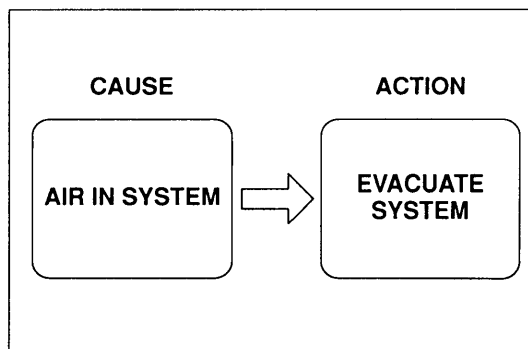 CAUSE
ACTION
AIR IN SYSTEM
EVACUATE
SYSTEM